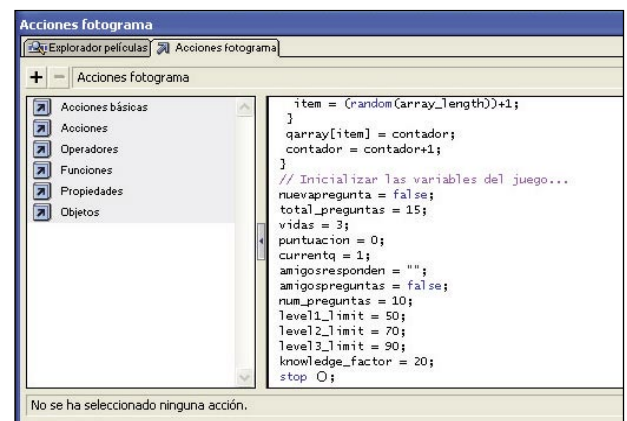 Acciones fotograma
Explorador películas Acciones fotograma
+ - Acciones fotograma
Acciones básicas
Acciones
Operadores
Funciones
Propiedades
Objetos
item = (random(array_length))+1;
}
qarray[item] = contador;
contador = contador+1;
}
// Inicializar las variables del juego...
nuevapregunta = false;
total_preguntas = 15;
vidas = 3;
puntuacion = 0;
currentq = 1;
amigosresponden = "";
amigospreguntas = false;
num_preguntas = 10;
level1_limit = 50;
level2_limit = 70;
level3_limit = 90;
knowledge_factor = 20;
stop ();
No se ha seleccionado ninguna acción.